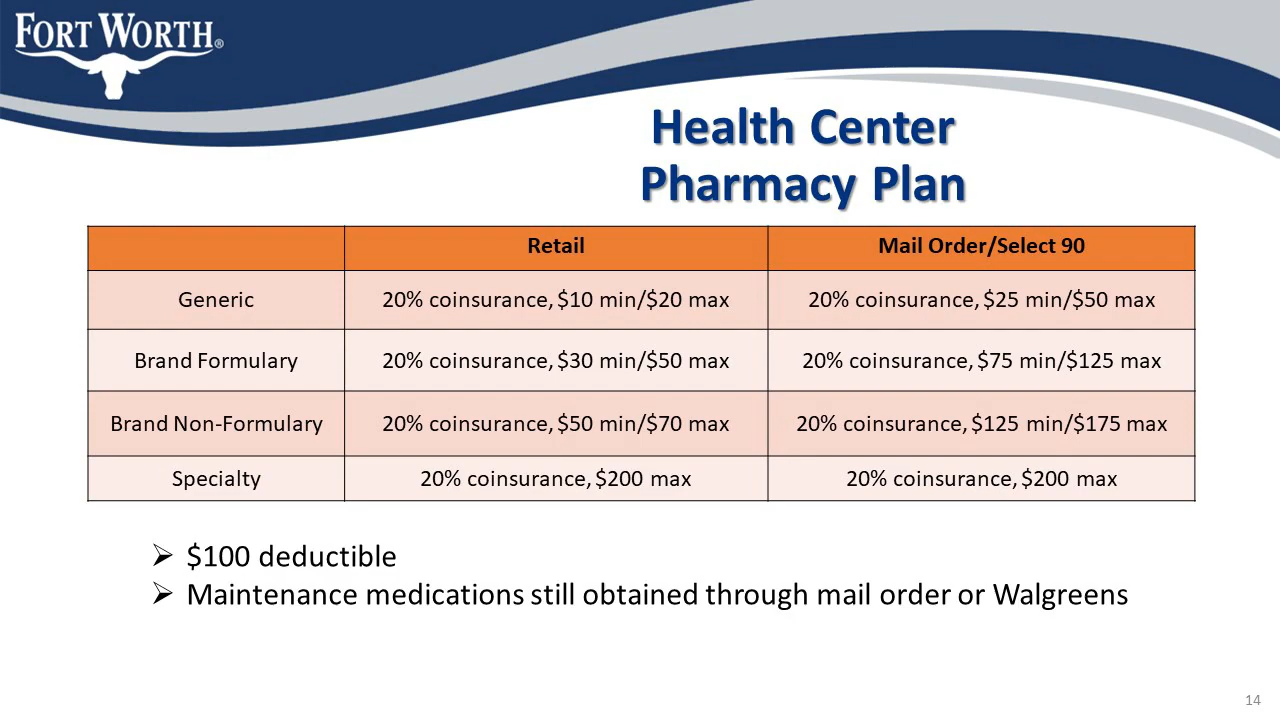 FORT WORTH®
Health Center
Pharmacy Plan
Retail Mail Order/Select 90
Generic 20% coinsurance, $10 min/$20 max 20% coinsurance, $25 min/$50 max
Brand Formulary 20% coinsurance, $30 min/$50 max 20% coinsurance, $75 min/$125 max
Brand Non-Formulary 20% coinsurance, $50 min/$70 max 20% coinsurance, $125 min/$175 max
Specialty 20% coinsurance, $200 max 20% coinsurance, $200 max
➢ $100 deductible
➢ Maintenance medications still obtained through mail order or Walgreens
14